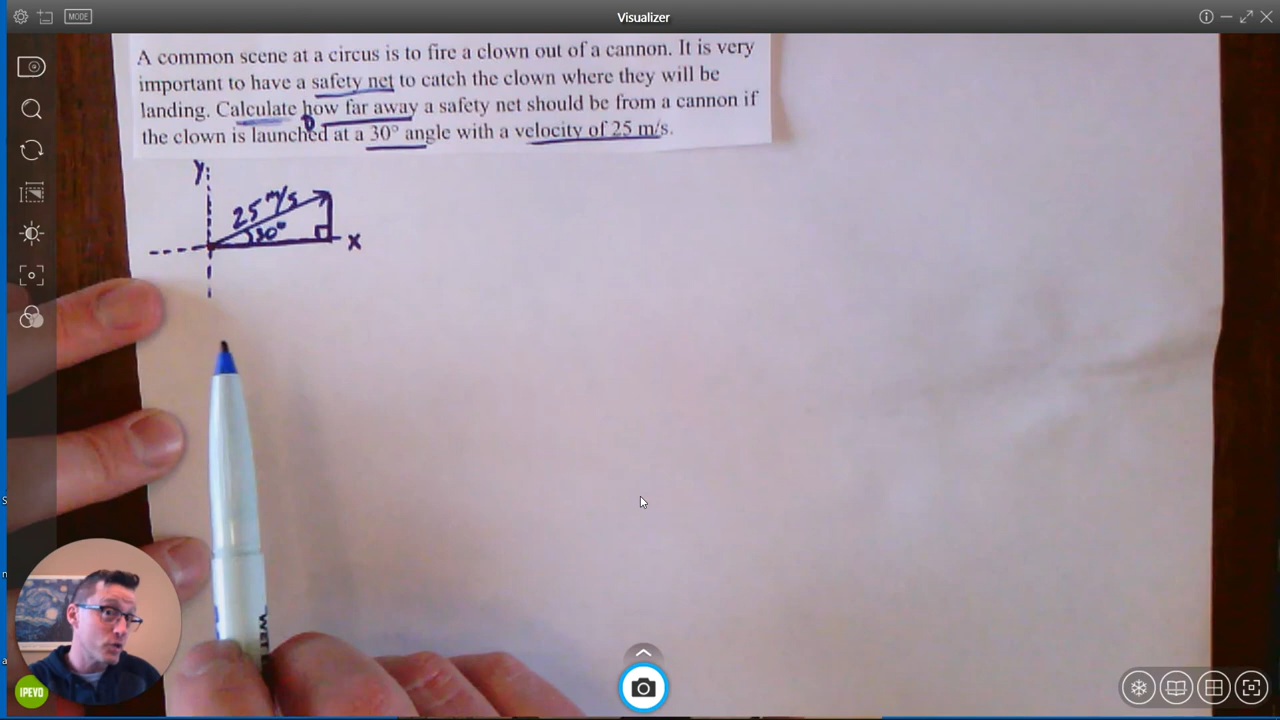 Visualizer
MODE
A common scene at a circus is to fire a clown out of a cannon. It is very
important to have a safety net to catch the clown where they will be
landing. Calculate how far away a safety net should be from a cannon if
the clown is launched at a 30° angle with a velocity of 25 m/s.
y
25 m/s
30°
x
WET
IPEVO